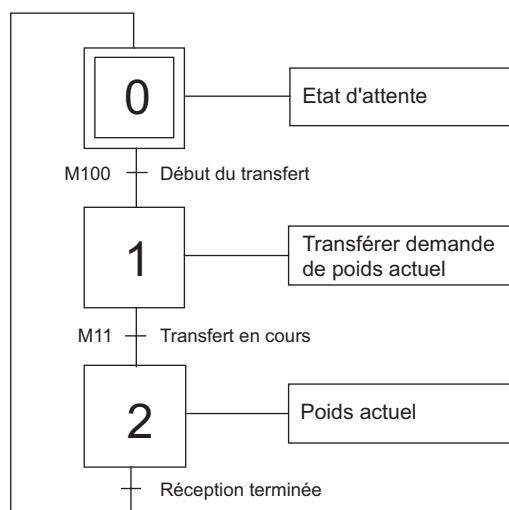 0
Etat d'attente
M100 Début du transfert
1
Transférer demande
de poids actuel
M11 Transfert en cours
2
Poids actuel
Réception terminée